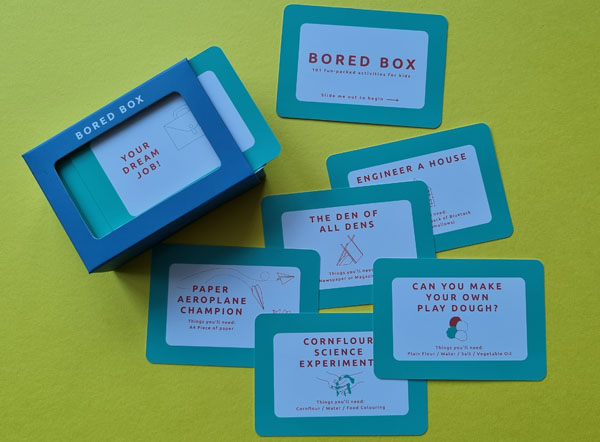 BORED BOX
YOUR
DREAM
JOB!
BORED BOX
101 fun-packed activities for kids
Slide me out to begin
ENGINEER A HOUSE
need:
THE DEN OF
ALL DENS
Things you'll need:
Newspaper or
PAPER
AEROPLANE
CHAMPION
Things you'll need:
A4 Piece of paper
CAN YOU MAKE
YOUR OWN
PLAY DOUGH?
Things you'll need:
Plain Flour / Water / Salt / Vegetable Oil
CORNFLOUR
SCIENCE
EXPERIMENT
Things you'll need:
Cornflour / Water / Food Colouring